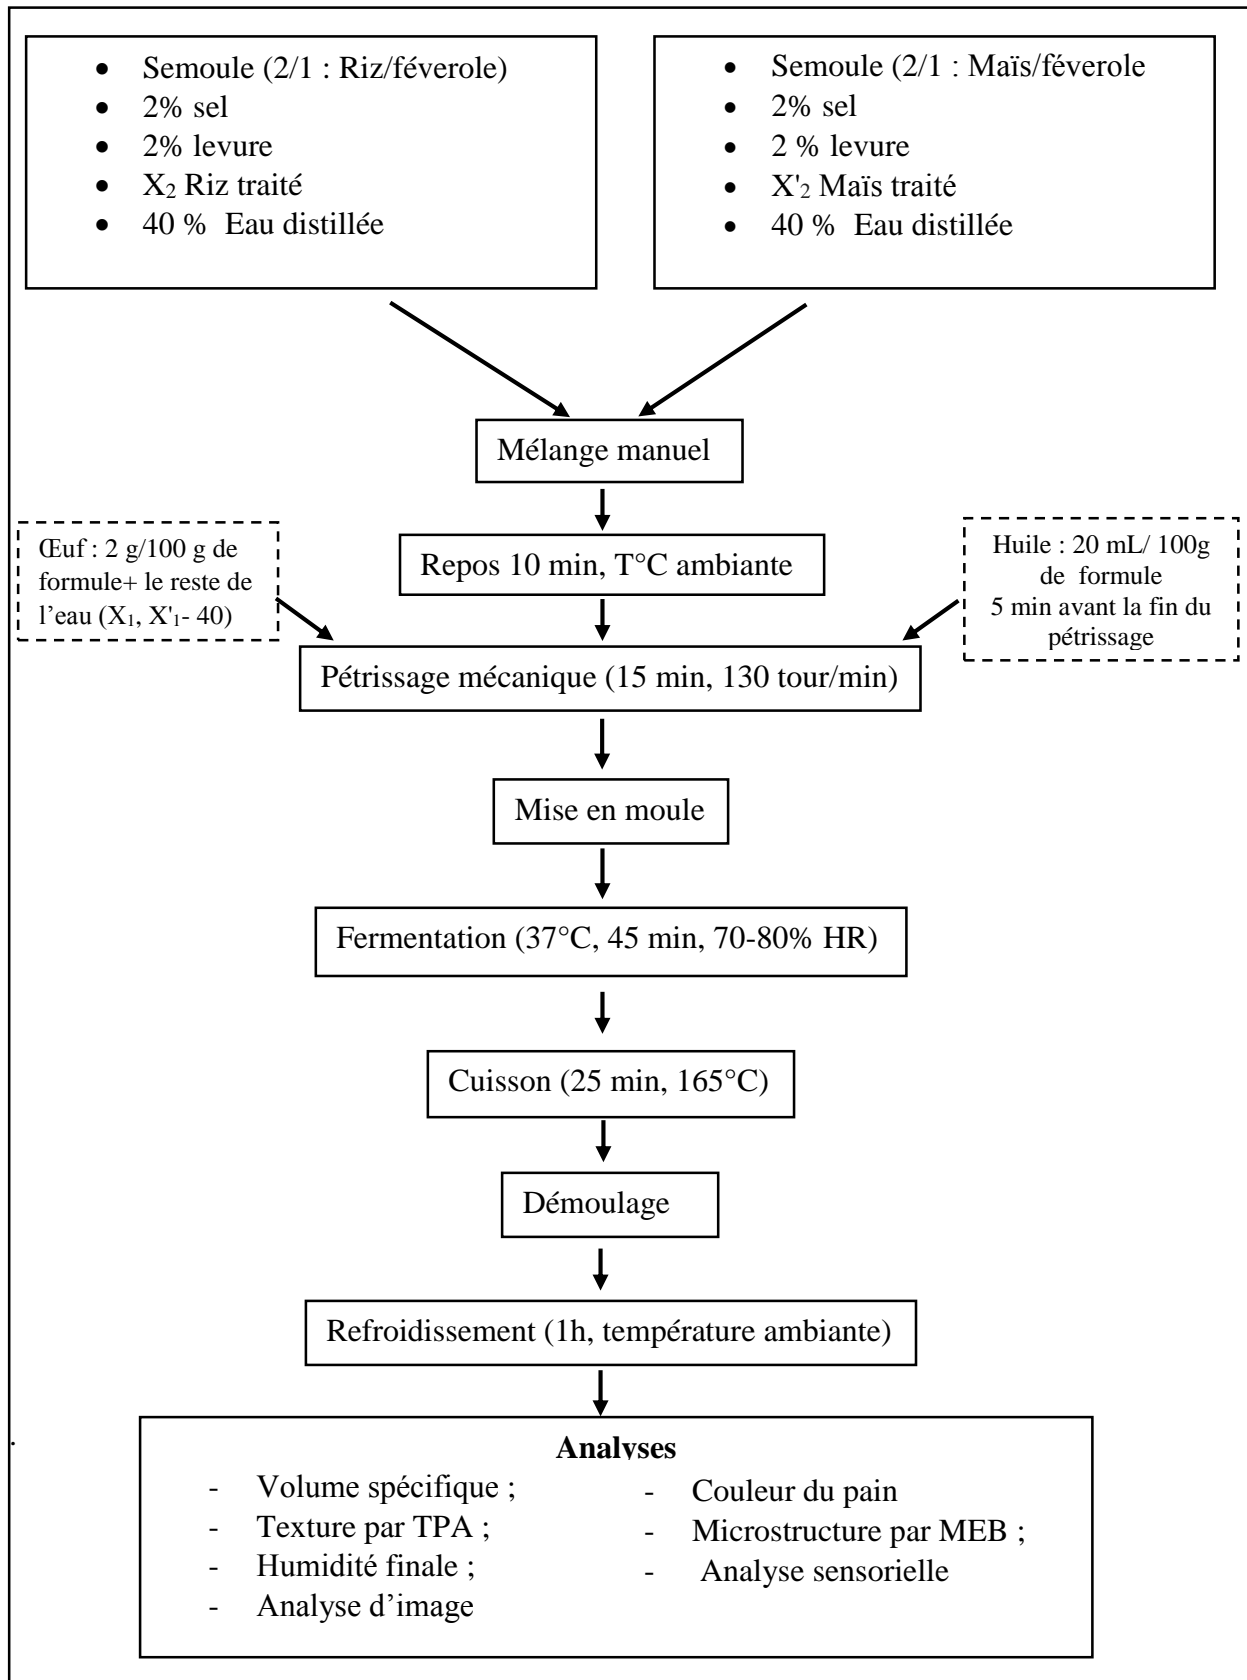 • Semoule (2/1 : Riz/féverole)
• 2% sel
• 2% levure
• X₂ Riz traité
• 40 % Eau distillée
• Semoule (2/1 : Maïs/féverole
• 2% sel
• 2 % levure
• X'₂ Maïs traité
• 40 % Eau distillée
Mélange manuel
Repos 10 min, T°C ambiante
Œuf : 2 g/100 g de
formule+ le reste de
l’eau (X₁, X'₁- 40)
Huile : 20 mL/ 100g
de formule
5 min avant la fin du
pétrissage
Pétrissage mécanique (15 min, 130 tour/min)
Mise en moule
Fermentation (37°C, 45 min, 70-80% HR)
Cuisson (25 min, 165°C)
Démoulage
Refroidissement (1h, température ambiante)
.
Analyses
- Volume spécifique ;
- Texture par TPA ;
- Humidité finale ;
- Analyse d’image
- Couleur du pain
- Microstructure par MEB ;
- Analyse sensorielle